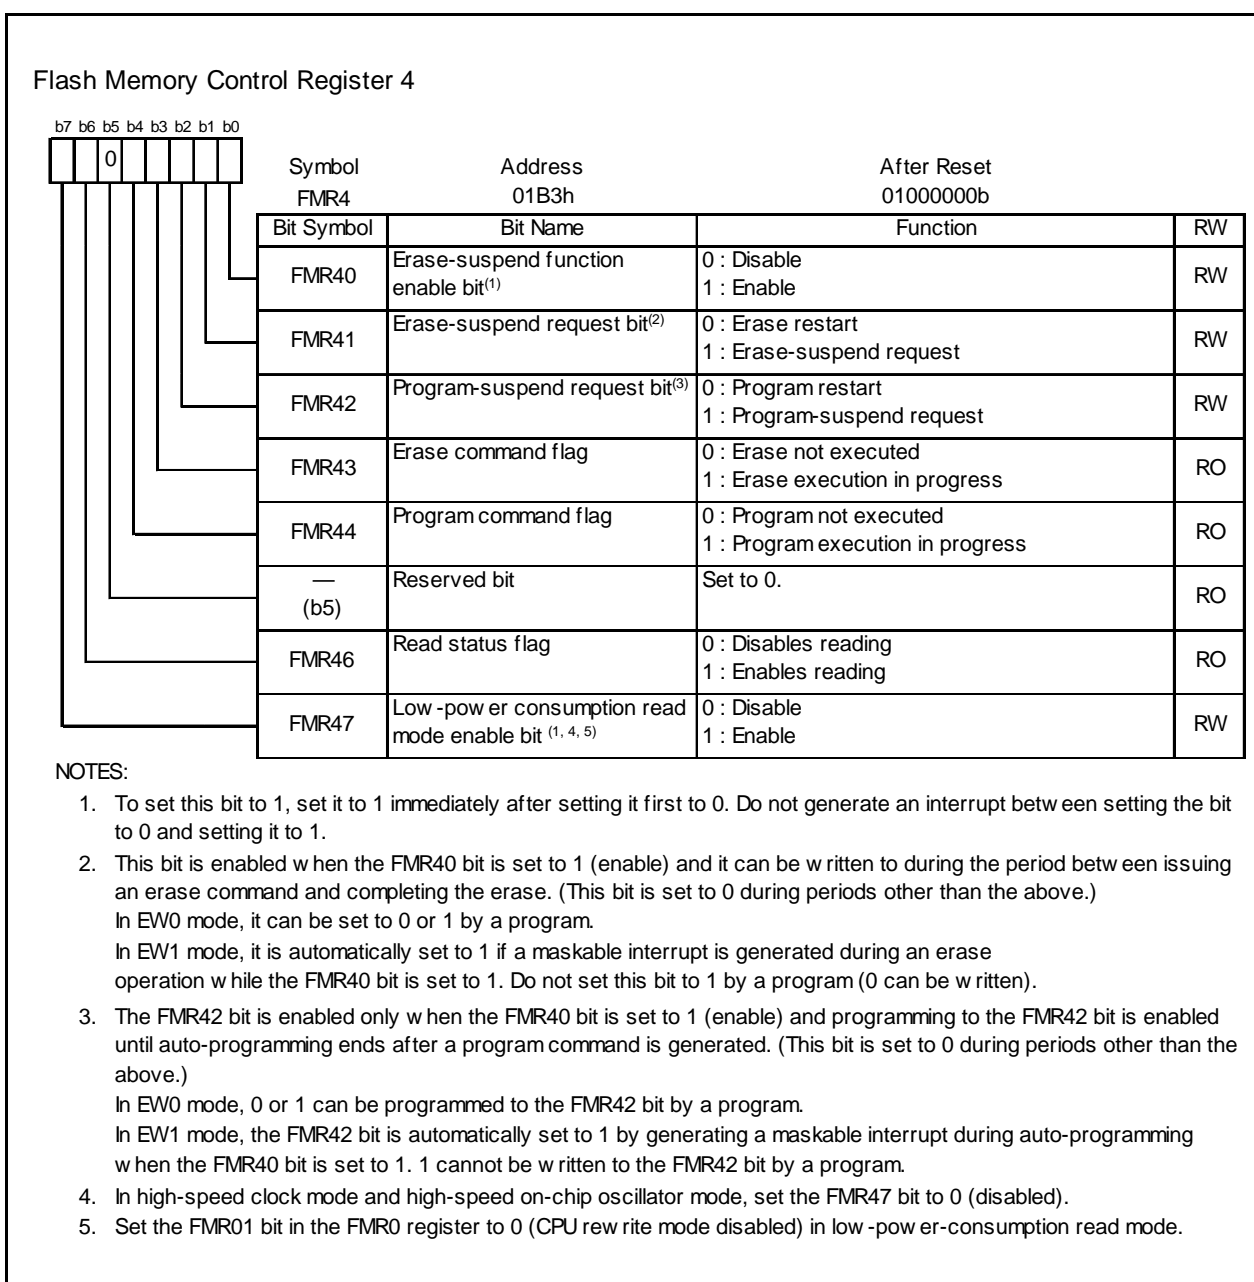 Flash Memory Control Register 4
b7 b6 b5 b4 b3 b2 b1 b0
0
Symbol Address After Reset
FMR4 01B3h 01000000b
Bit Symbol Bit Name Function RW
FMR40 Erase-suspend function enable bit(1) 0 : Disable RW
1 : Enable
FMR41 Erase-suspend request bit(2) 0 : Erase restart RW
1 : Erase-suspend request
FMR42 Program-suspend request bit(3) 0 : Program restart RW
1 : Program-suspend request
FMR43 Erase command flag 0 : Erase not executed RO
1 : Erase execution in progress
FMR44 Program command flag 0 : Program not executed RO
1 : Program execution in progress
— (b5) Reserved bit Set to 0. RO
FMR46 Read status flag 0 : Disables reading RO
1 : Enables reading
FMR47 Low-power consumption read mode enable bit (1, 4, 5) 0 : Disable RW
1 : Enable
NOTES:
1. To set this bit to 1, set it to 1 immediately after setting it first to 0. Do not generate an interrupt between setting the bit
to 0 and setting it to 1.
2. This bit is enabled when the FMR40 bit is set to 1 (enable) and it can be written to during the period between issuing
an erase command and completing the erase. (This bit is set to 0 during periods other than the above.)
In EW0 mode, it can be set to 0 or 1 by a program.
In EW1 mode, it is automatically set to 1 if a maskable interrupt is generated during an erase
operation while the FMR40 bit is set to 1. Do not set this bit to 1 by a program (0 can be written).
3. The FMR42 bit is enabled only when the FMR40 bit is set to 1 (enable) and programming to the FMR42 bit is enabled
until auto-programming ends after a program command is generated. (This bit is set to 0 during periods other than the
above.)
In EW0 mode, 0 or 1 can be programmed to the FMR42 bit by a program.
In EW1 mode, the FMR42 bit is automatically set to 1 by generating a maskable interrupt during auto-programming
when the FMR40 bit is set to 1. 1 cannot be written to the FMR42 bit by a program.
4. In high-speed clock mode and high-speed on-chip oscillator mode, set the FMR47 bit to 0 (disabled).
5. Set the FMR01 bit in the FMR0 register to 0 (CPU rewrite mode disabled) in low-power-consumption read mode.